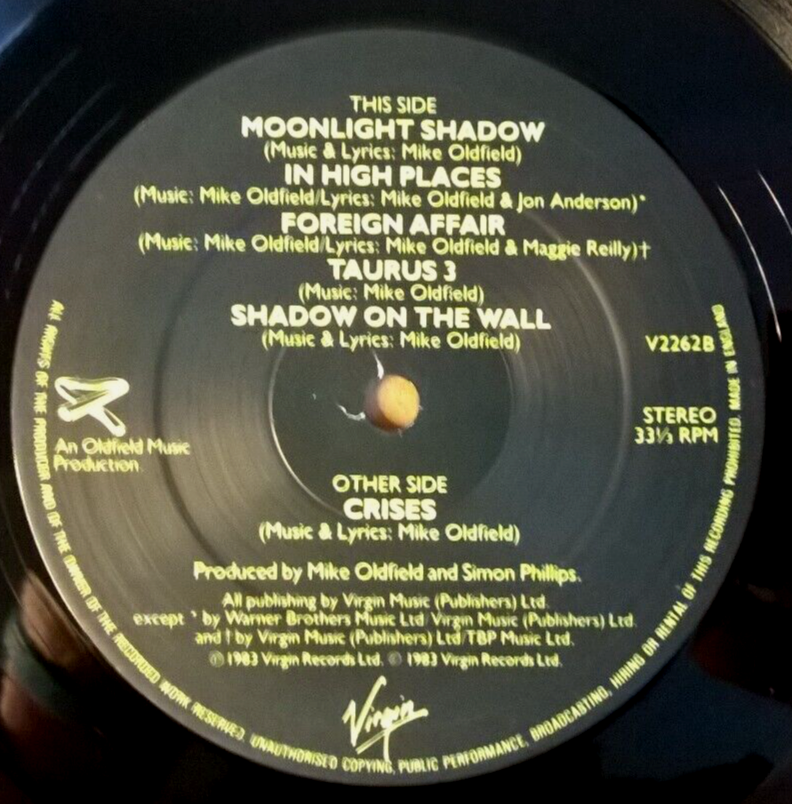 THIS SIDE
MOONLIGHT SHADOW
(Music & Lyrics: Mike Oldfield)
IN HIGH PLACES
(Music: Mike Oldfield/Lyrics: Mike Oldfield & Jon Anderson)*
FOREIGN AFFAIR
(Music: Mike Oldfield/Lyrics: Mike Oldfield & Maggie Reilly)†
TAURUS 3
(Music: Mike Oldfield)
SHADOW ON THE WALL
(Music & Lyrics: Mike Oldfield)
V2262B
STEREO
33⅓ RPM
An Oldfield Music
Production
OTHER SIDE
CRISES
(Music & Lyrics: Mike Oldfield)
Produced by Mike Oldfield and Simon Phillips.
All publishing by Virgin Music (Publishers) Ltd.
except * by Warner Brothers Music Ltd/Virgin Music (Publishers) Ltd.
and † by Virgin Music (Publishers) Ltd/TBP Music Ltd.
℗ 1983 Virgin Records Ltd. © 1983 Virgin Records Ltd.
Virgin
ALL RIGHTS OF THE PRODUCER AND OF THE OWNER OF THE RECORDED WORK RESERVED. UNAUTHORISED COPYING, PUBLIC PERFORMANCE, BROADCASTING, HIRING OR RENTAL OF THIS RECORDING PROHIBITED. MADE IN ENGLAND